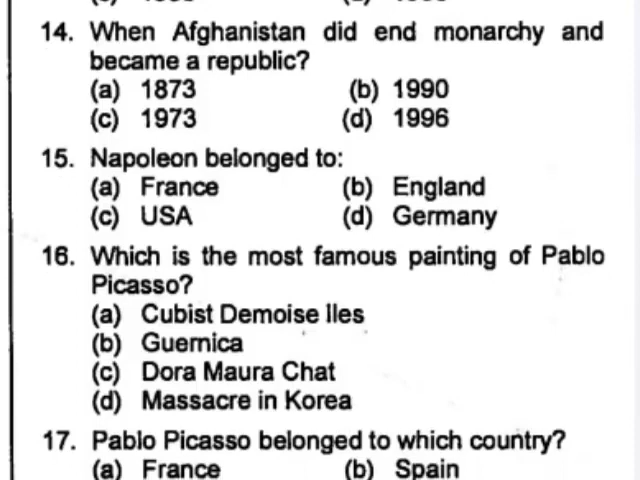 14. When Afghanistan did end monarchy and
became a republic?
(a) 1873 (b) 1990
(c) 1973 (d) 1996
15. Napoleon belonged to:
(a) France (b) England
(c) USA (d) Germany
16. Which is the most famous painting of Pablo
Picasso?
(a) Cubist Demoise Iles
(b) Guernica
(c) Dora Maura Chat
(d) Massacre in Korea
17. Pablo Picasso belonged to which country?
(a) France (b) Spain